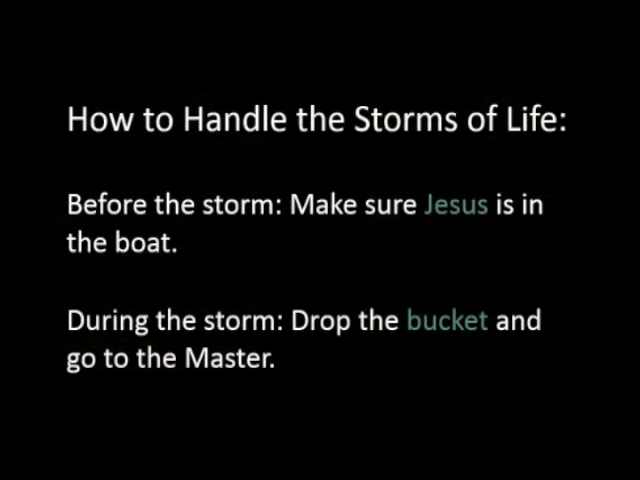 How to Handle the Storms of Life:
Before the storm: Make sure Jesus is in
the boat.
During the storm: Drop the bucket and
go to the Master.